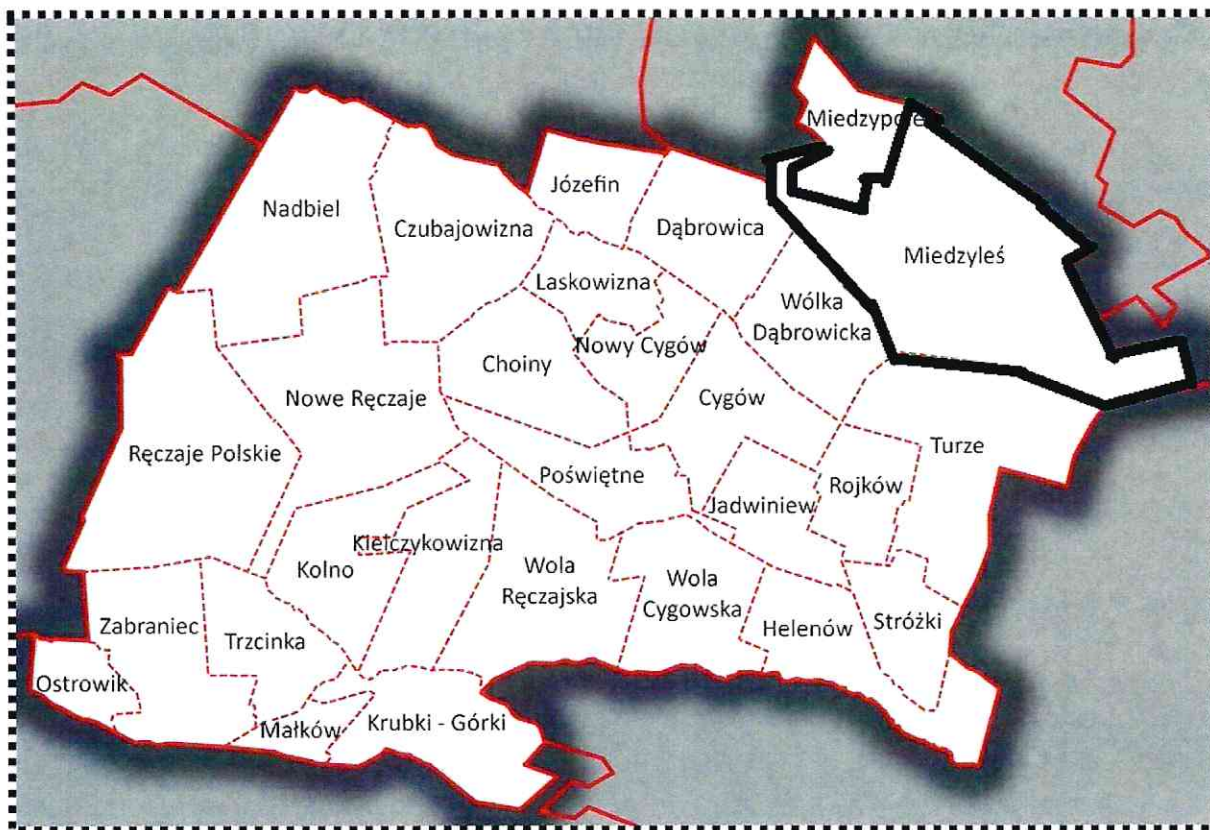 Miedzypole
Józefin
Nadbiel
Czubajowizna
Dąbrowica
Miedzyleś
Laskowizna
Wólka
Dąbrowicka
Nowy Cygów
Choiny
Nowe Ręczaje
Cygów
Ręczaje Polskie
Turze
Poświętne
Rojków
Jadwiniew
Kiełczykowizna
Kolno
Wola
Ręczajska
Wola
Cygowska
Zabraniec
Trzcinka
Helenów
Stróżki
Ostrowik
Małków
Krubki - Górki